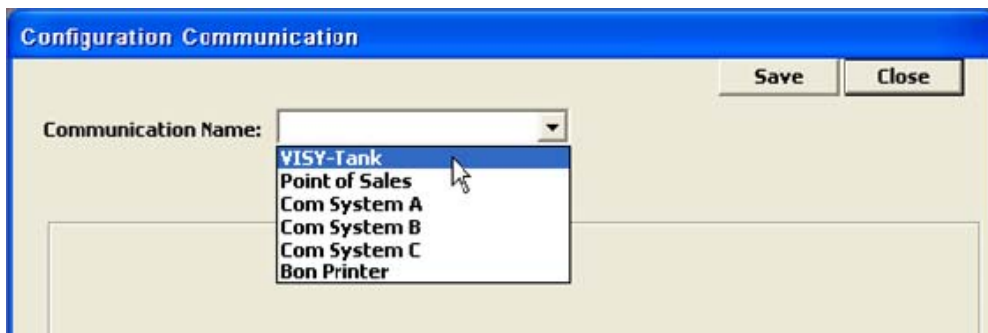 Configuration Communication
Save Close
Communication Name:
VISY-Tank
Point of Sales
Com System A
Com System B
Com System C
Bon Printer